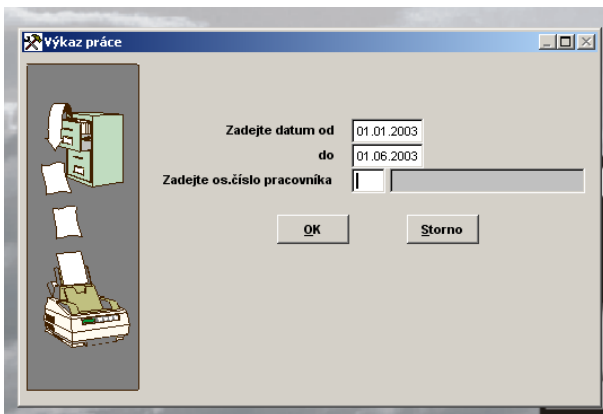 Výkaz práce
Zadejte datum od 01.01.2003
do 01.06.2003
Zadejte os.číslo pracovníka
OK Storno